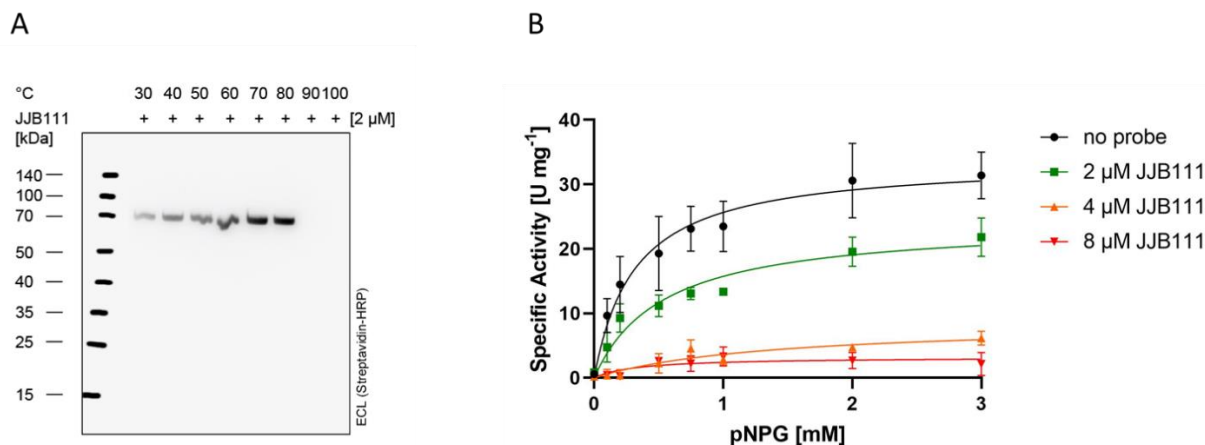 A
°C 30 40 50 60 70 80 90 100
JJB111 + + + + + + + + [2 µM]
[kDa]
140
100
70
50
40
35
25
15
ECL (Streptavidin-HRP)
B
Specific Activity [U mg-1]
40
30
20
10
0
0 1 2 3
pNPG [mM]
no probe
2 µM JJB111
4 µM JJB111
8 µM JJB111